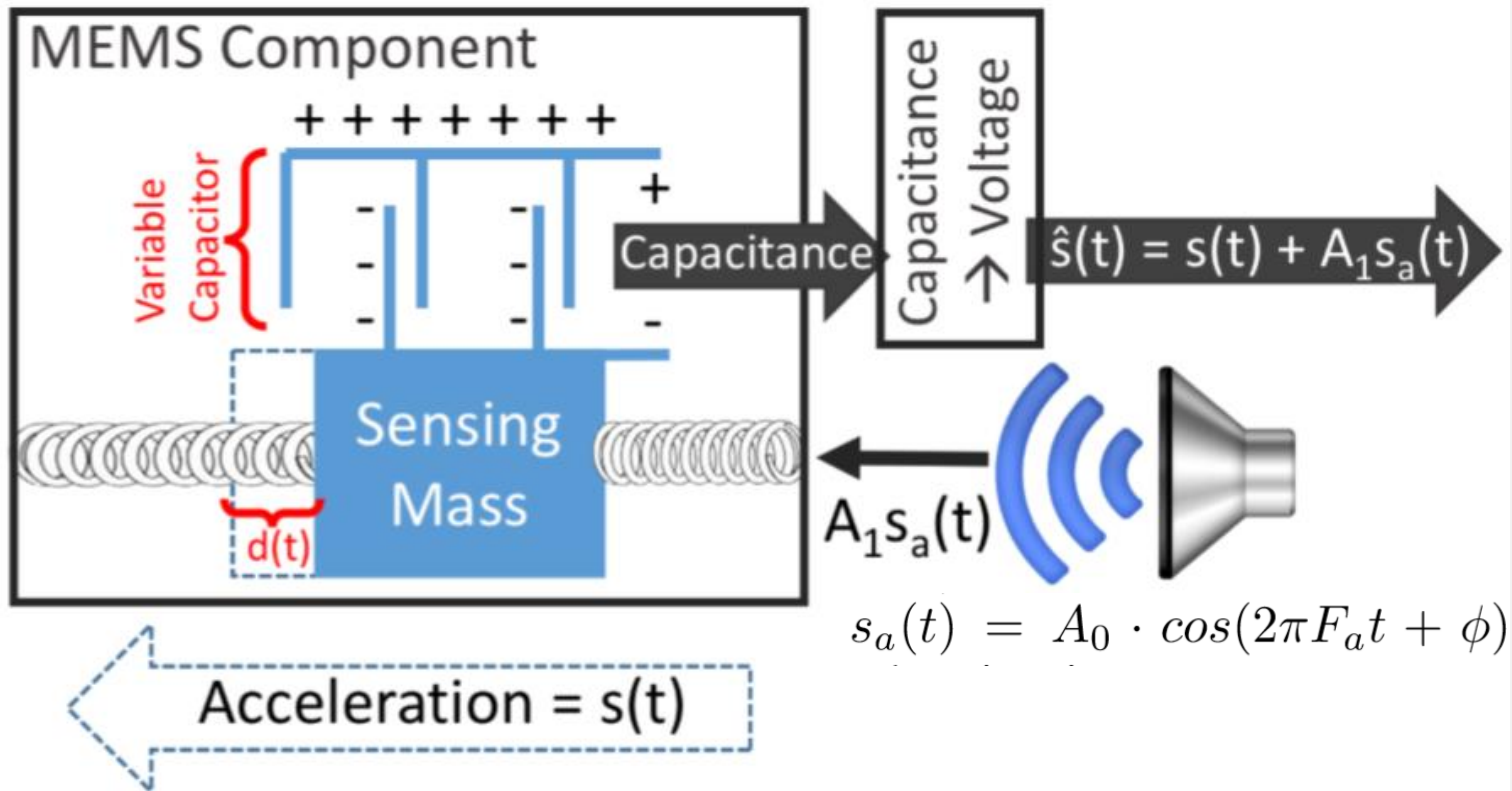 MEMS Component
+ + + + + + +
Variable
Capacitor
+
- -
- -
- - -
Capacitance
Capacitance
→ Voltage
ŝ(t) = s(t) + A₁sₐ(t)
Sensing
Mass
d(t)
A₁sₐ(t)
sₐ(t) = A₀ · cos(2πFₐt + ϕ)
Acceleration = s(t)